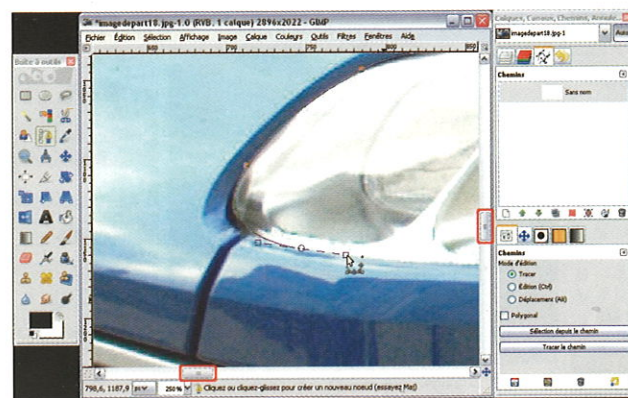 *imagedepart18.jpg-1.0 (RVB, 1 calque) 2896x2022 - GIMP
Fichier Édition Sélection Affichage Image Calque Couleurs Outils Filtres Fenêtres Aide
Boîte à outils
Calques, Canaux, Chemins, Annule...
imagedepart18.jpg-1
Auto
Chemins
Sans nom
Chemins
Mode d'édition
Tracer
Édition (Ctrl)
Déplacement (Alt)
Polygonal
Sélection depuis le chemin
Tracer le chemin
798,6, 1187,9 px 250% Cliquez ou cliquez-glissez pour créer un nouveau noeud (essayez Maj)